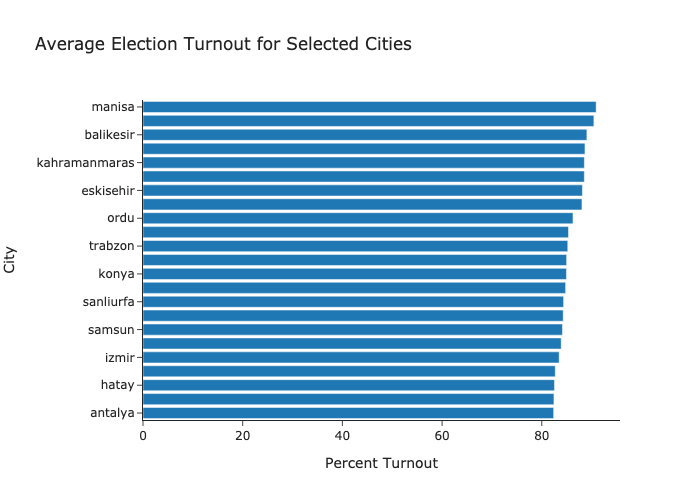 Average Election Turnout for Selected Cities
manisa
balikesir
kahramanmaras
eskisehir
ordu
trabzon
konya
sanliurfa
samsun
izmir
hatay
antalya
City
0 20 40 60 80
Percent Turnout